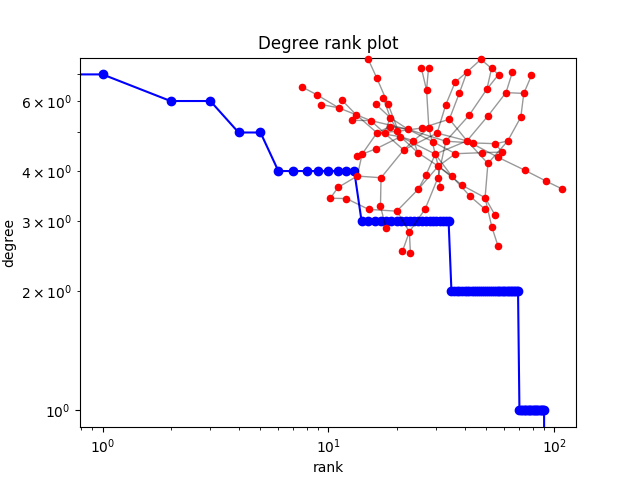 Degree rank plot
6 × 10⁰
4 × 10⁰
3 × 10⁰
2 × 10⁰
10⁰
degree
10⁰ 10¹ 10²
rank